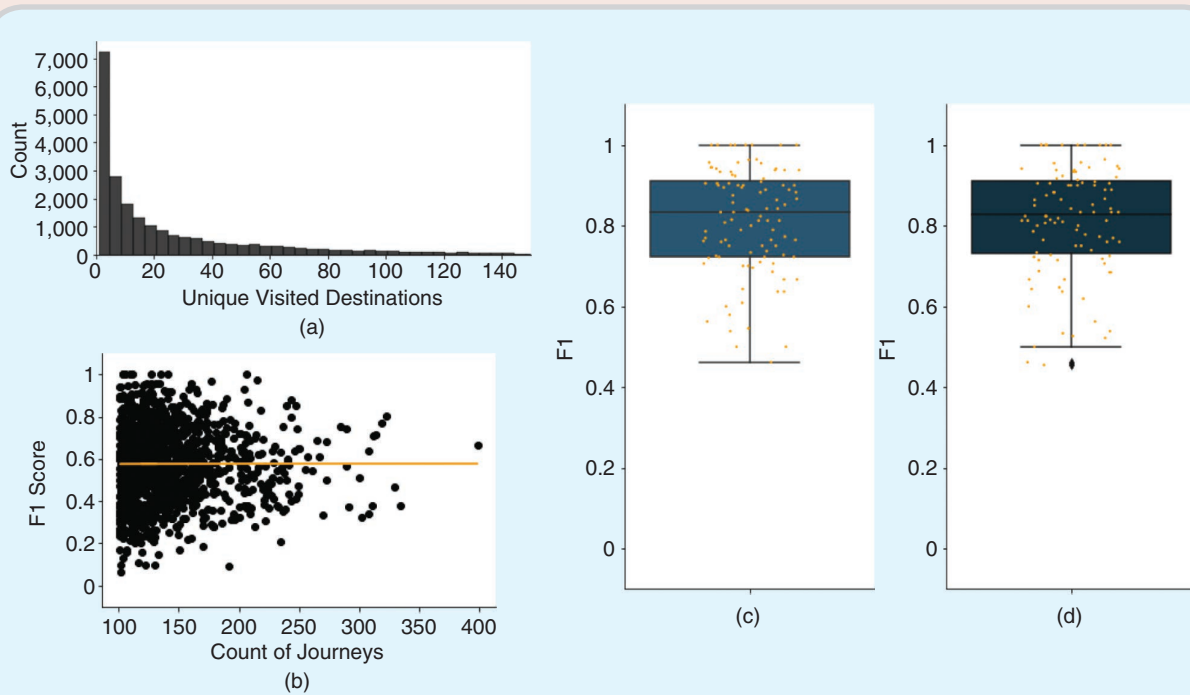 7,000
6,000
5,000
4,000
3,000
2,000
1,000
0
Count
0 20 40 60 80 100 120 140
Unique Visited Destinations
(a)
1
0.8
0.6
0.4
0.2
0
F1 Score
100 150 200 250 300 350 400
Count of Journeys
(b)
1
0.8
0.6
0.4
0.2
0
F1
(c)
1
0.8
0.6
0.4
0.2
0
F1
(d)